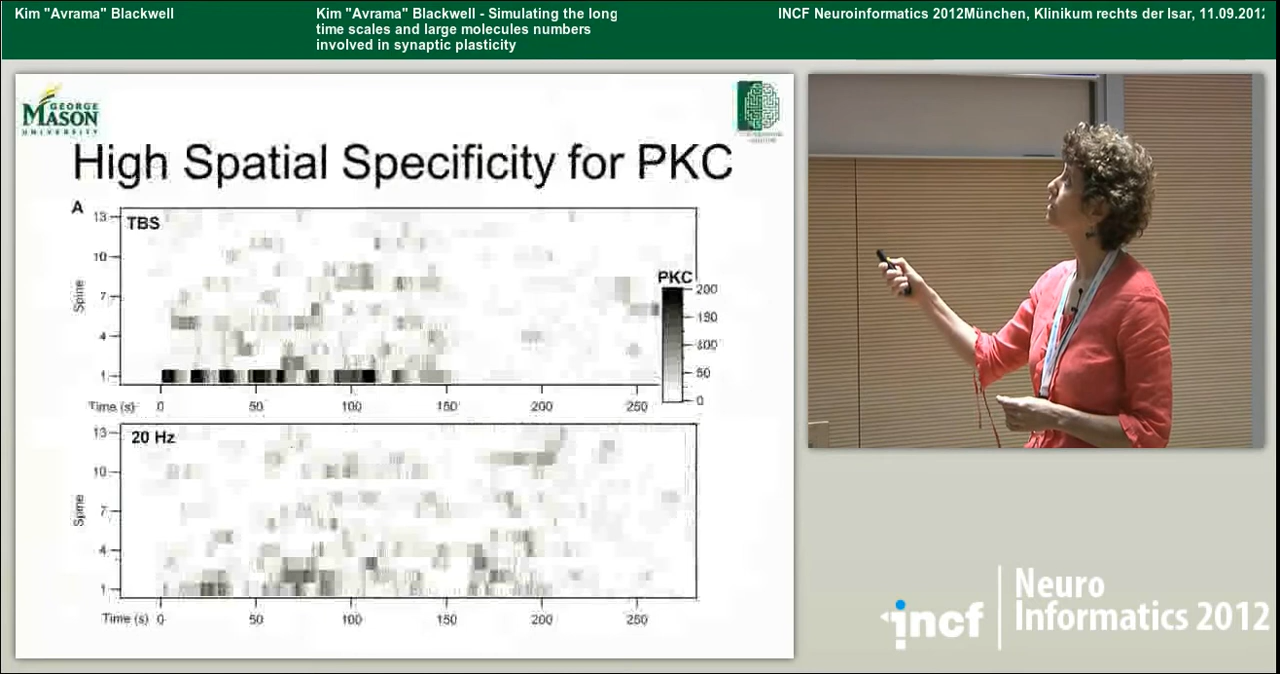 Kim "Avrama" Blackwell
Kim "Avrama" Blackwell - Simulating the long
time scales and large molecules numbers
involved in synaptic plasticity
INCF Neuroinformatics 2012München, Klinikum rechts der Isar, 11.09.2012
GEORGE
MASON
UNIVERSITY
High Spatial Specificity for PKC
A
TBS
13
10
7
4
1
Spine
PKC
200
150
100
50
0
Time (s) 0 50 100 150 200 250
20 Hz
13
10
7
4
1
Spine
Time (s) 0 50 100 150 200 250
incf
Neuro
Informatics 2012